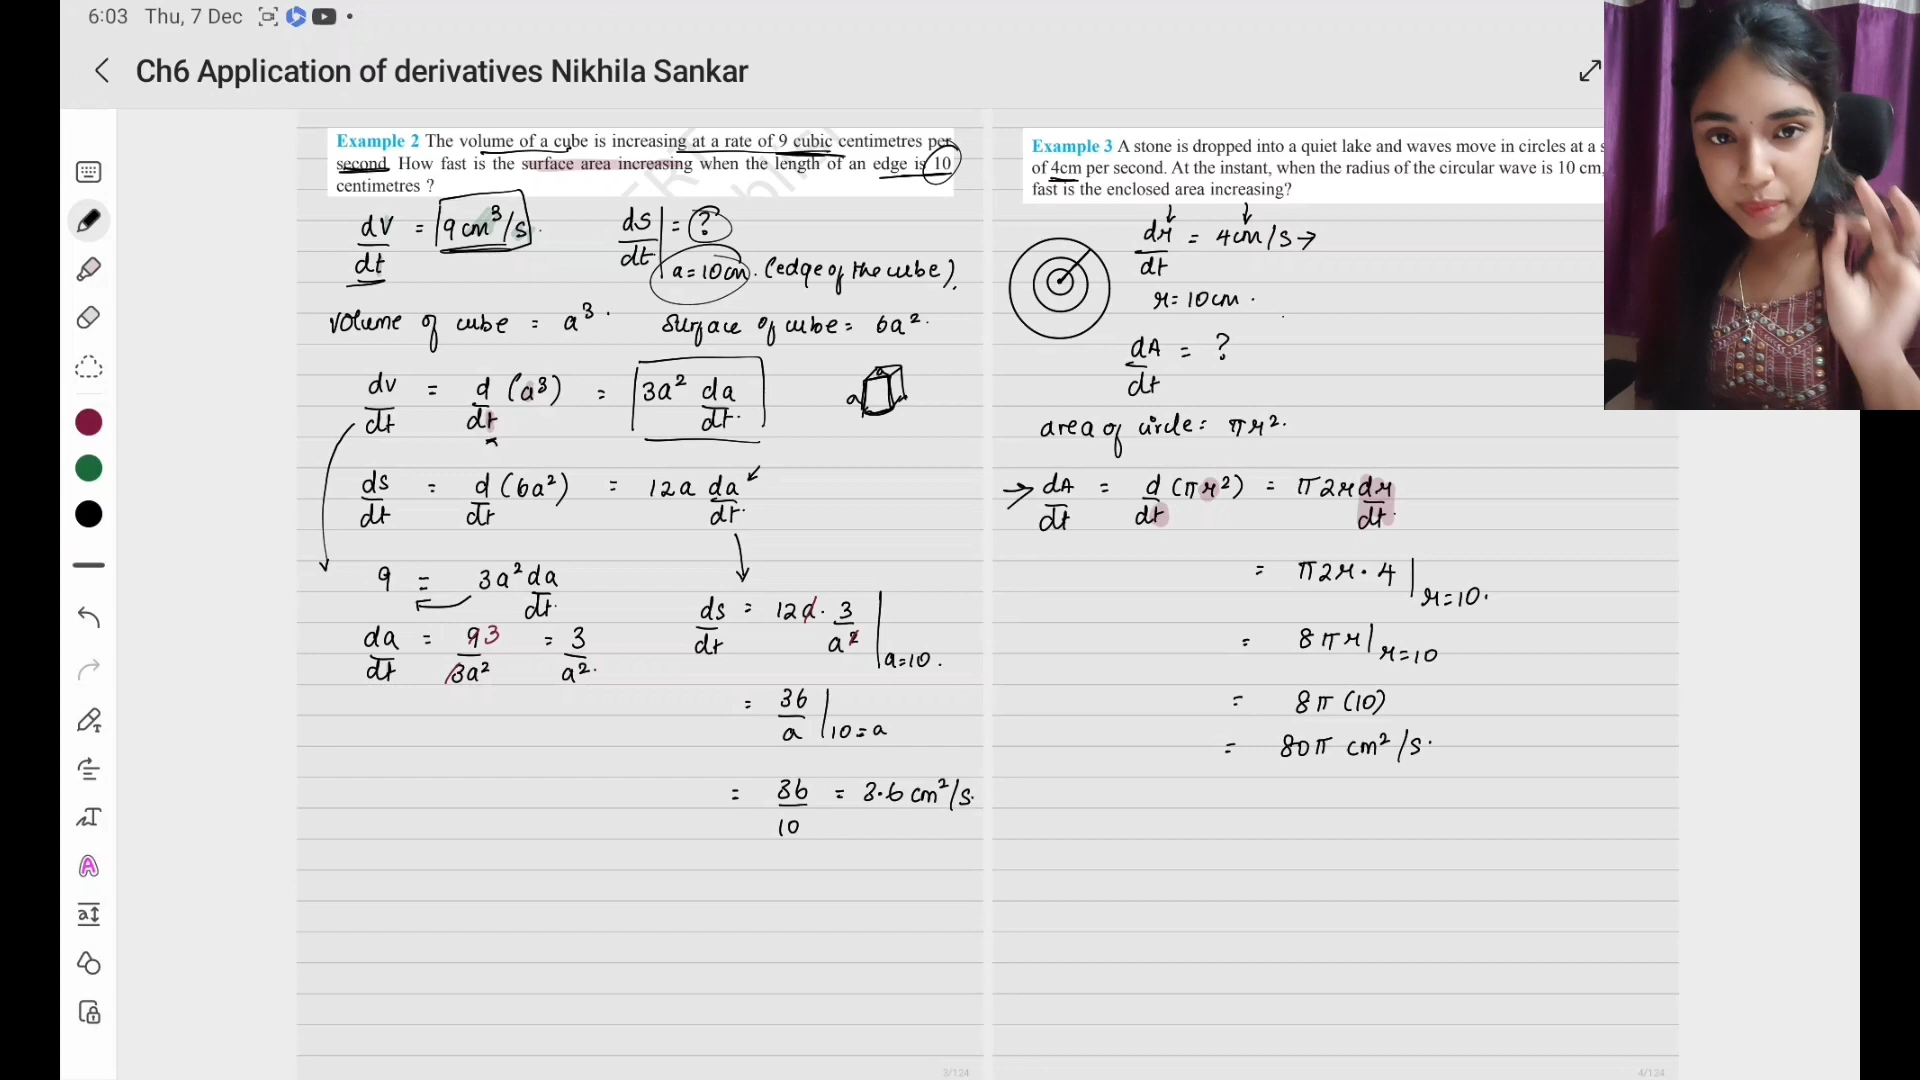 6:03 Thu, 7 Dec
Ch6 Application of derivatives Nikhila Sankar
Example 2 The volume of a cube is increasing at a rate of 9 cubic centimetres per
second. How fast is the surface area increasing when the length of an edge is 10
centimetres ?
dV/dt = 9cm³/s.
ds/dt | = ?
a=10cm. (edge of the cube).
Volume of cube = a³.
surface of cube= 6a².
dv/dt = d/dt (a³) = 3a² da/dt.
a a
ds/dt = d/dt (6a²) = 12a da/dt.
9 = 3a² da/dt.
da/dt = 93/3a² = 3/a².
ds/dt = 12a · 3/a² | a=10.
= 36/a | 10=a
= 36/10 = 3.6 cm²/s.
3/124
Example 3 A stone is dropped into a quiet lake and waves move in circles at a s
of 4cm per second. At the instant, when the radius of the circular wave is 10 cm,
fast is the enclosed area increasing?
dr/dt = 4cm/s →
r=10cm.
dA/dt = ?
area of circle= πr².
→ dA/dt = d/dt (πr²) = π2r dr/dt.
= π2r·4 | r=10.
= 8πr | r=10
= 8π(10)
= 80π cm²/s.
4/124